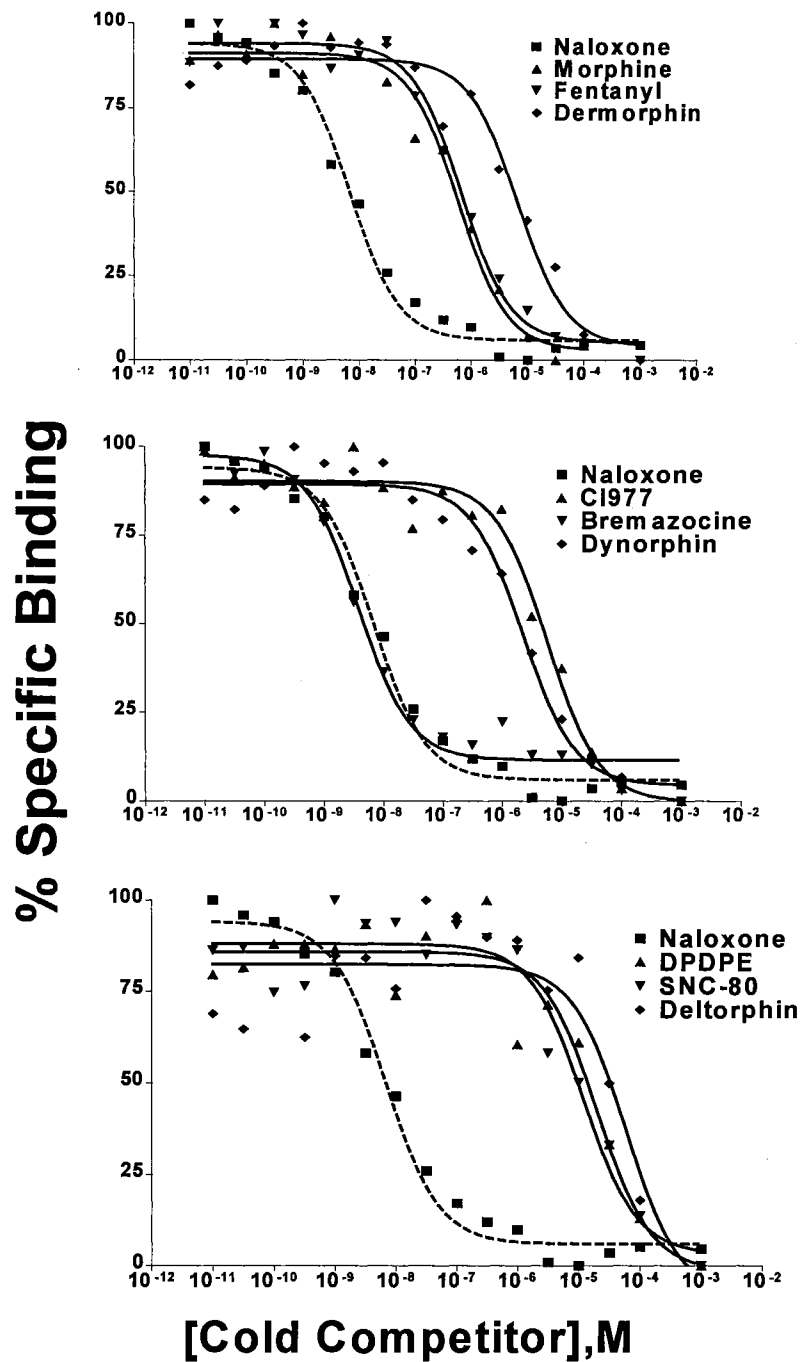 % Specific Binding
100
75
50
25
0
Naloxone
Morphine
Fentanyl
Dermorphin
10-12 10-11 10-10 10-9 10-8 10-7 10-6 10-5 10-4 10-3 10-2
100
75
50
25
0
Naloxone
CI977
Bremazocine
Dynorphin
10-12 10-11 10-10 10-9 10-8 10-7 10-6 10-5 10-4 10-3 10-2
100
75
50
25
0
Naloxone
DPDPE
SNC-80
Deltorphin
10-12 10-11 10-10 10-9 10-8 10-7 10-6 10-5 10-4 10-3 10-2
[Cold Competitor],M